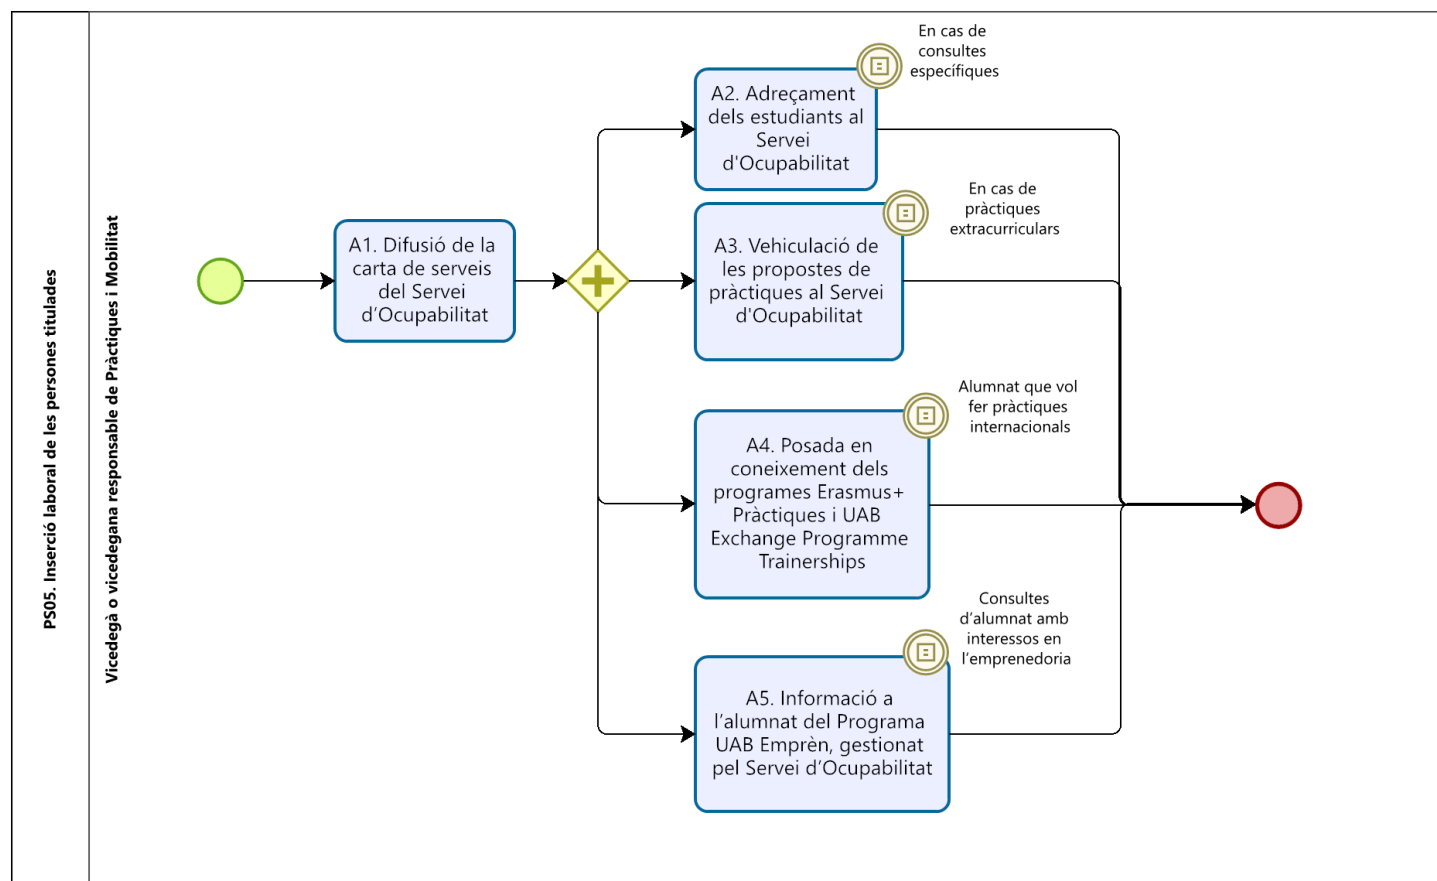 PS05. Inserció laboral de les persones titulades
Vicedegà o vicedegana responsable de Pràctiques i Mobilitat
A1. Difusió de la
carta de serveis
del Servei
d’Ocupabilitat
En cas de
consultes
específiques
A2. Adreçament
dels estudiants al
Servei
d'Ocupabilitat
En cas de
pràctiques
extracurriculars
A3. Vehiculació de
les propostes de
pràctiques al Servei
d'Ocupabilitat
Alumnat que vol
fer pràctiques
internacionals
A4. Posada en
coneixement dels
programes Erasmus+
Pràctiques i UAB
Exchange Programme
Trainerships
Consultes
d’alumnat amb
interessos en
l’emprenedoria
A5. Informació a
l’alumnat del Programa
UAB Emprèn, gestionat
pel Servei d’Ocupabilitat